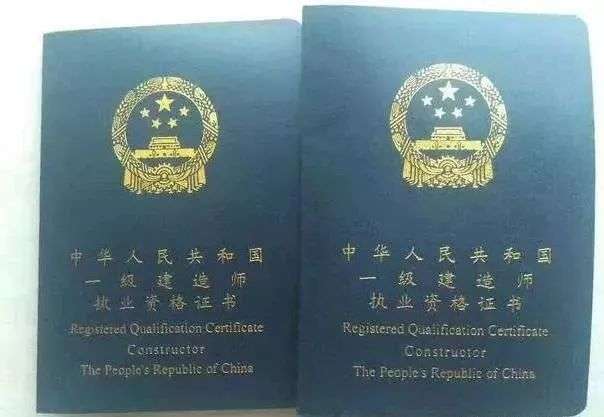 中华人民共和国
一级建造师
执业资格证书
Registered Qualification Certificate
Constructor
The People's Republic of China
中华人民共和国
一级建造师
执业资格证书
Registered Qualification Certificate
Constructor
The People's Republic of China